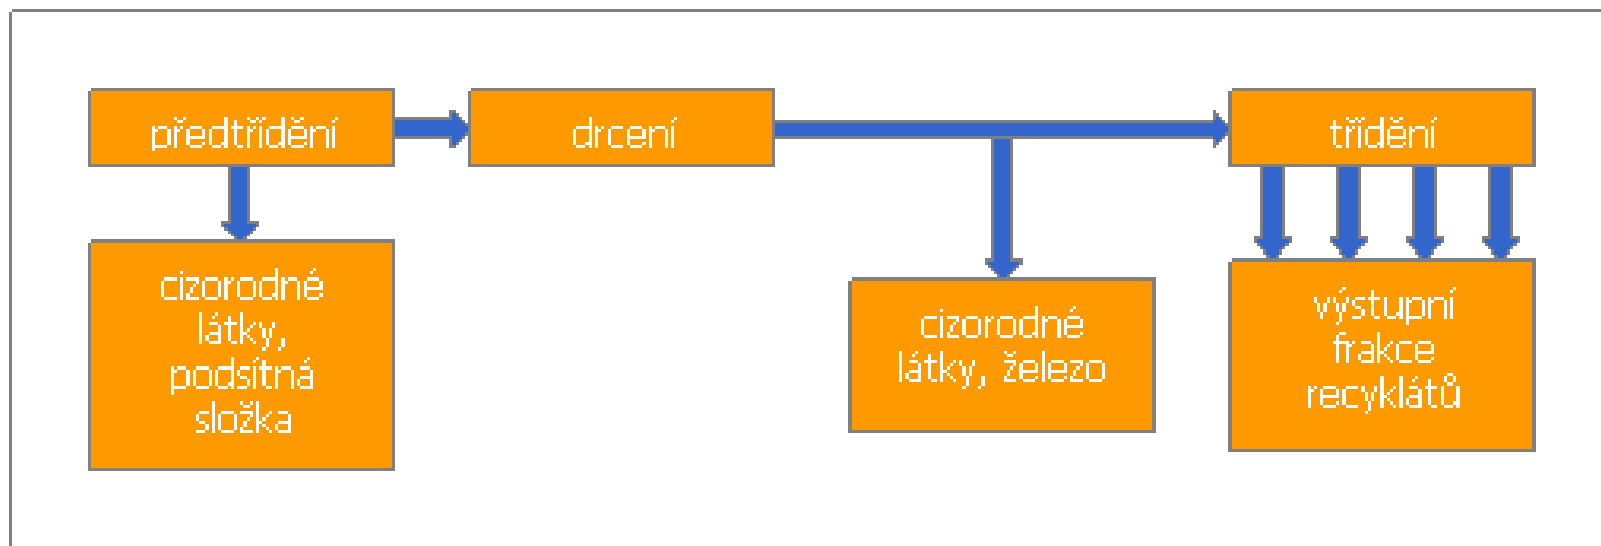 předtřídění
drcení
třídění
cizorodné
látky,
podsítná
složka
cizorodné
látky, železo
výstupní
frakce
recyklátů